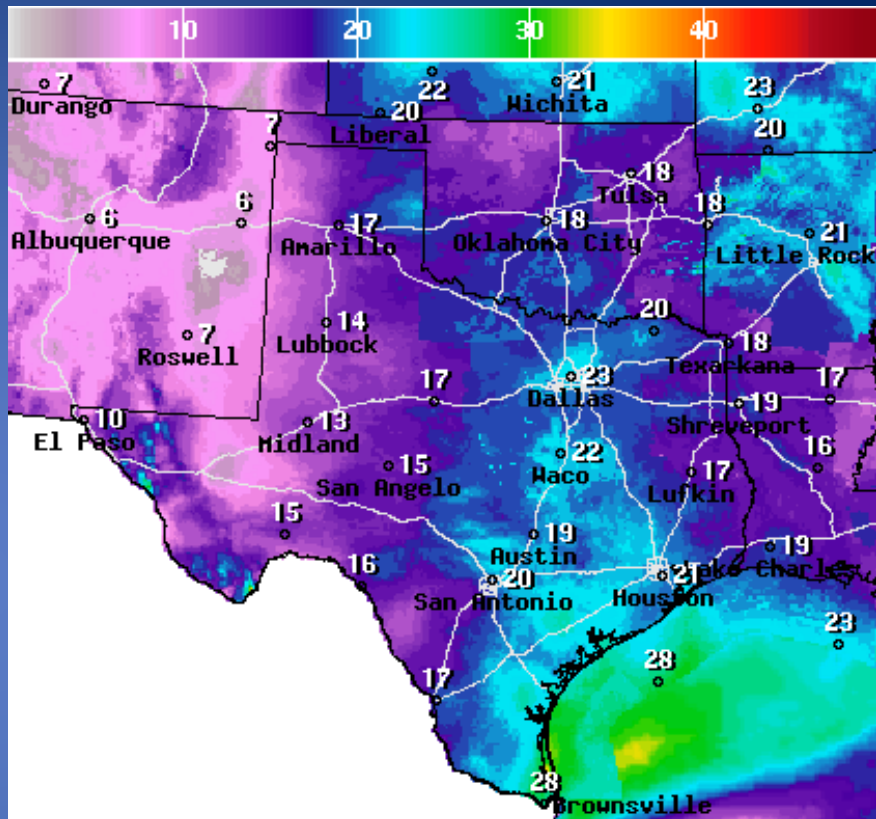 10 20 30 40
7
Durango
22
21
Wichita
23
20
Liberal
7
20
18
Tulsa
6
Albuquerque
6
17
Amarillo
18
Oklahoma City
18
21
Little Rock
7
Roswell
14
Lubbock
20
18
Texarkana
23
Dallas
17
19
Shreveport
17
10
El Paso
13
Midland
15
San Angelo
22
Waco
17
Lufkin
16
15
19
Austin
19
Lake Charles
16
20
San Antonio
21
Houston
23
17
28
28
Brownsville